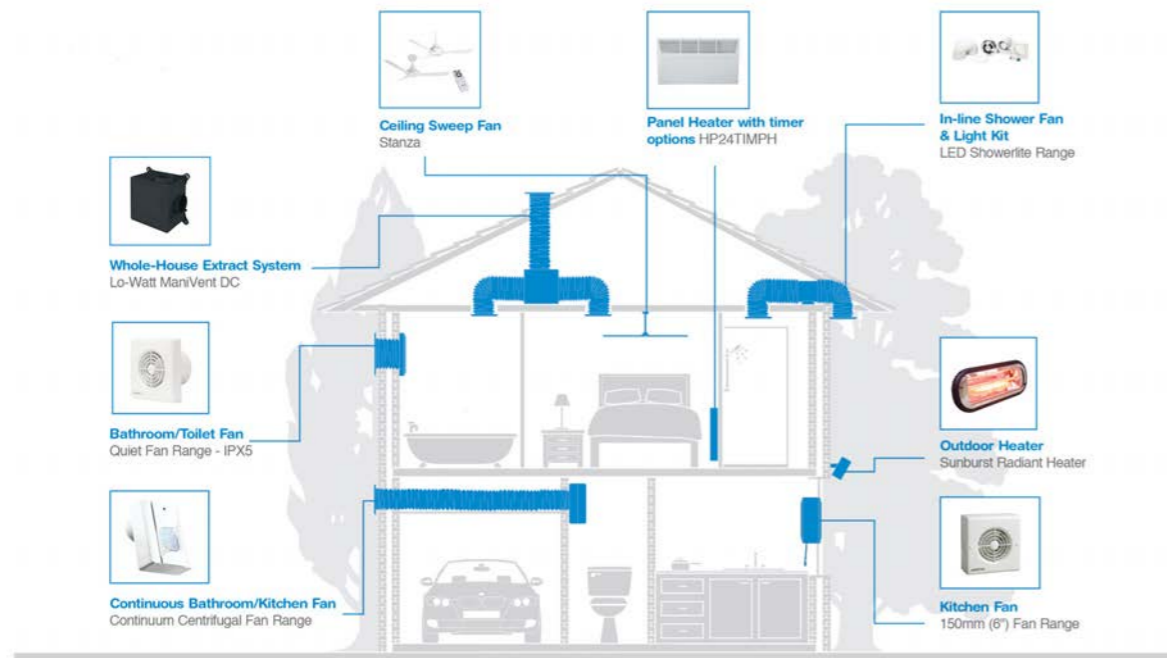 Ceiling Sweep Fan
Stanza
Panel Heater with timer
options HP24TIMPH
In-line Shower Fan
& Light Kit
LED Showerlite Range
Whole-House Extract System
Lo-Watt ManiVent DC
Bathroom/Toilet Fan
Quiet Fan Range - IPX5
Outdoor Heater
Sunburst Radiant Heater
Continuous Bathroom/Kitchen Fan
Continuum Centrifugal Fan Range
Kitchen Fan
150mm (6") Fan Range